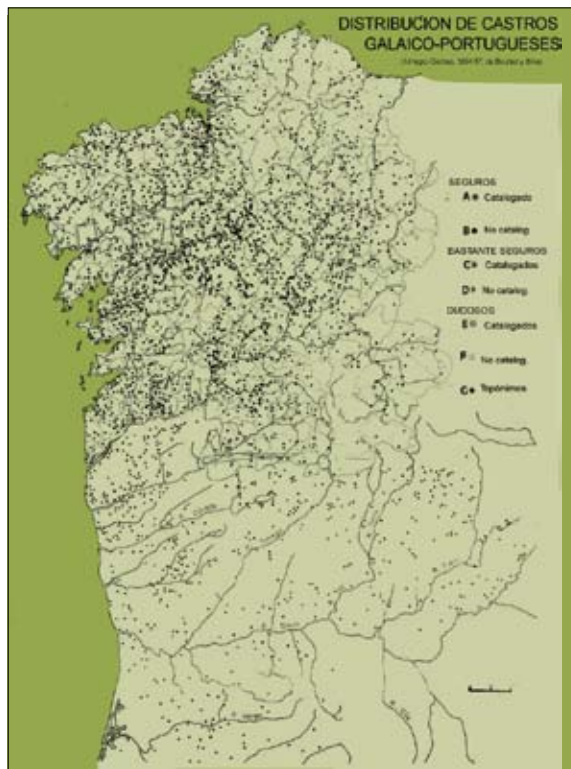 DISTRIBUCION DE CASTROS
GALAICO-PORTUGUESES
SEGUROS
A Catalogado
B No catalog.
BASTANTE SEGUROS
C Catalogados
D No catalog.
DUDOSOS
E Catalogados
F No catalog.
G Topónimos